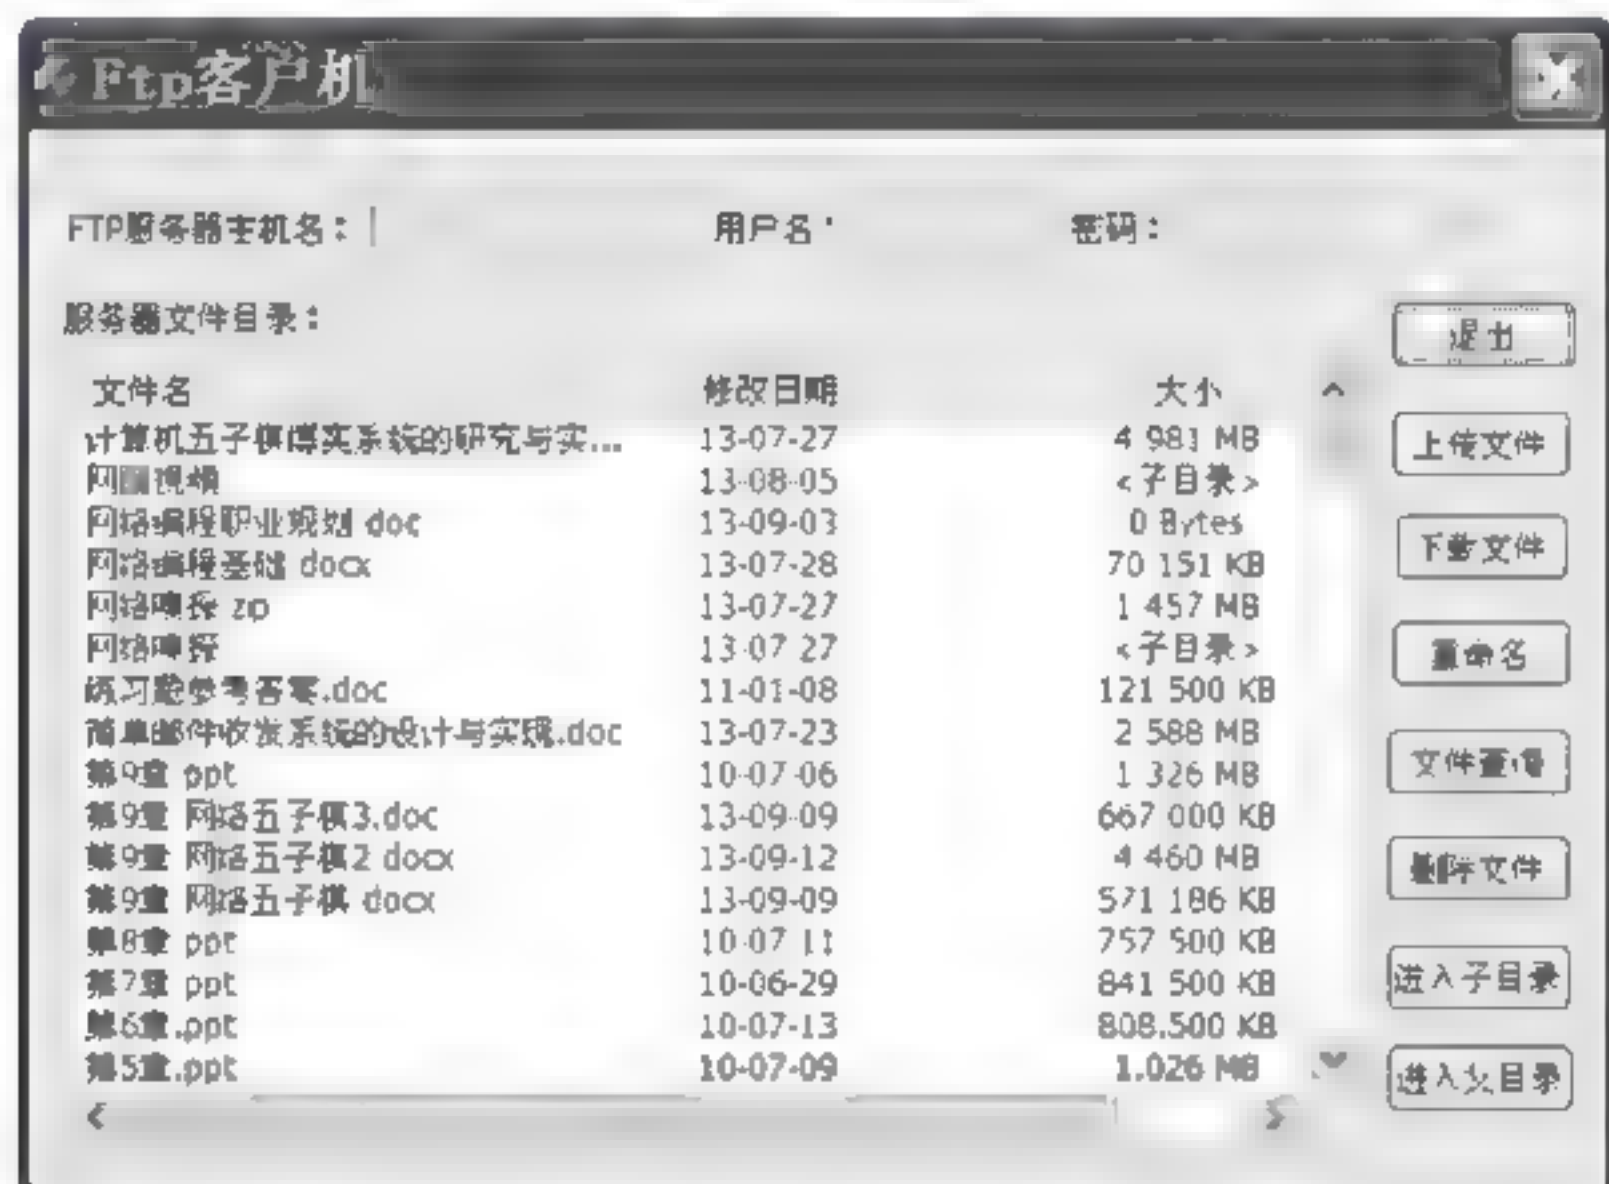 Ftp客户机
FTP服务器主机名： 用户名： 密码：
服务器文件目录：
退出
文件名 修改日期 大小
计算机五子棋博弈系统的研究与实... 13-07-27 4 981 MB
上传文件
网 视频 13-08-05 <子目录>
网络编程职业规划 doc 13-09-03 0 Bytes
下载文件
网络编程基础 docx 13-07-28 70 151 KB
网络嗅探 zip 13-07-27 1 457 MB
网络嗅探 13-07-27 <子目录>
重命名
练习题参考答案.doc 11-01-08 121 500 KB
简单邮件收发系统的设计与实现.doc 13-07-23 2 588 MB
第9章 ppt 10-07-06 1 326 MB
文件查询
第9章 网络五子棋3.doc 13-09-09 667 000 KB
第9章 网络五子棋2 docx 13-09-12 4 460 MB
删除文件
第9章 网络五子棋 docx 13-09-09 571 186 KB
第8章 ppt 10-07-11 757 500 KB
第7章 ppt 10-06-29 841 500 KB
进入子目录
第6章.ppt 10-07-13 808.500 KB
第5章.ppt 10-07-09 1.026 MB
进入父目录